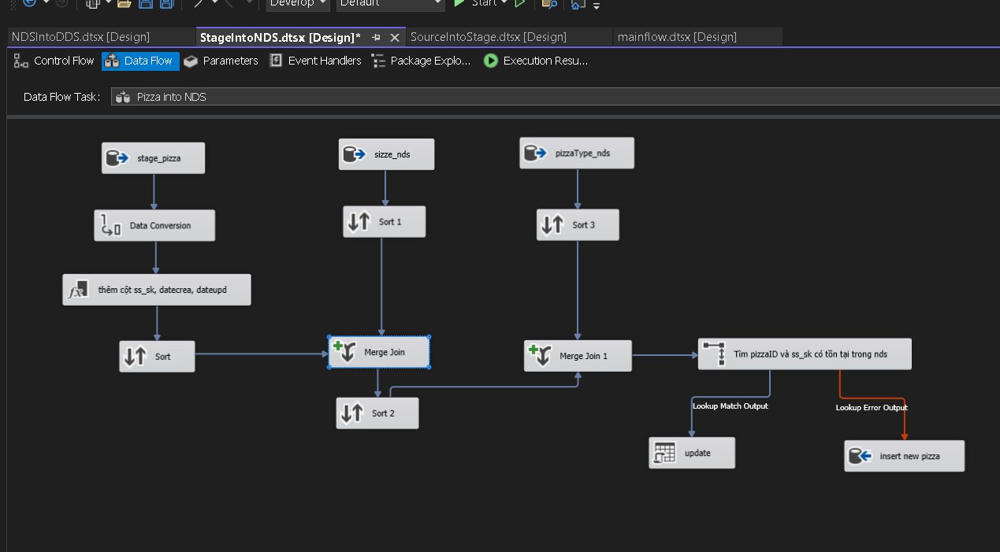 Develop
Default
Start
NDSIntoDDS.dtsx [Design]
StageIntoNDS.dtsx [Design]*
SourceIntoStage.dtsx [Design]
mainflow.dtsx [Design]
Control Flow
Data Flow
Parameters
Event Handlers
Package Explo...
Execution Resu...
Data Flow Task:
Pizza into NDS
stage_pizza
sizze_nds
pizzaType_nds
Data Conversion
Sort 1
Sort 3
fx
thêm cột ss_sk, datecrea, dateupd
Sort
Merge Join
Merge Join 1
Tìm pizzaID và ss_sk có tồn tại trong nds
Sort 2
Lookup Match Output
Lookup Error Output
update
insert new pizza